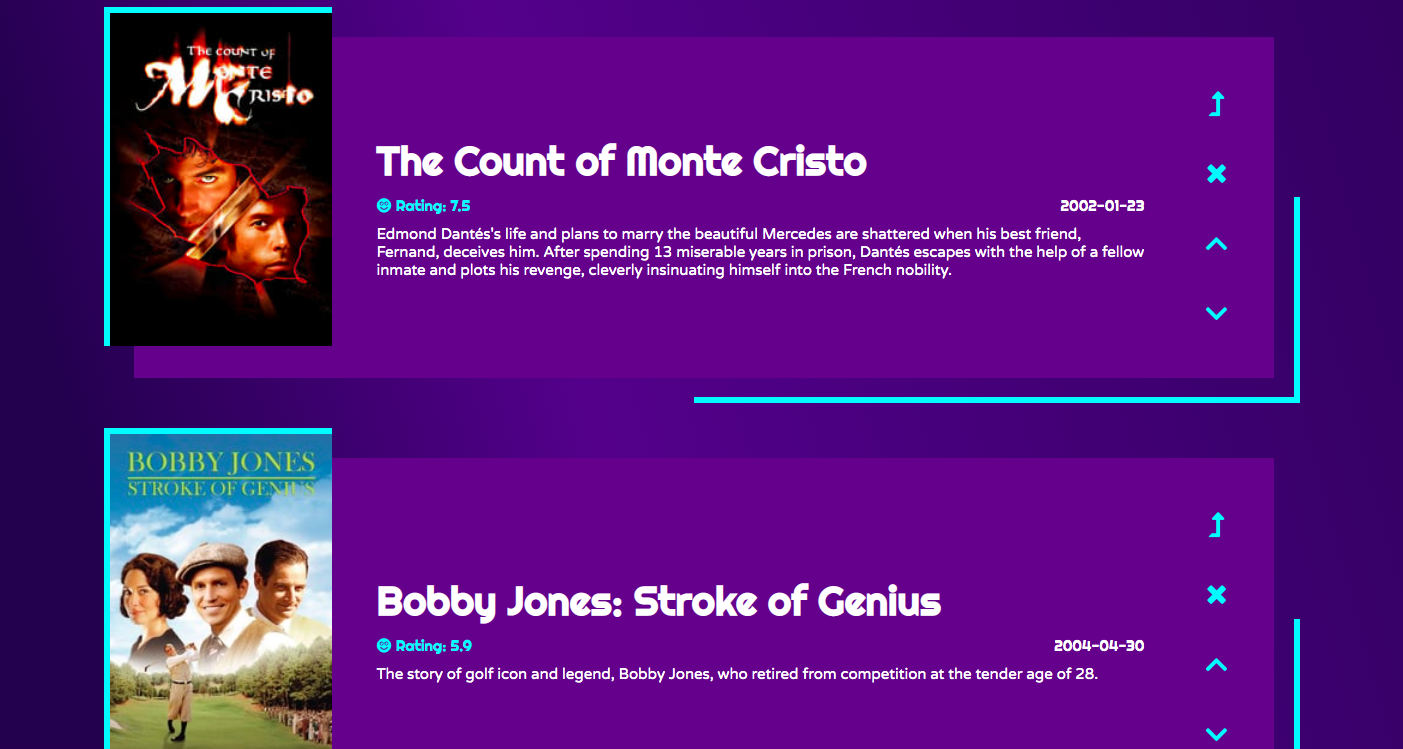 The Count of
Monte
Cristo
The Count of Monte Cristo
Rating: 7.5
2002-01-23
Edmond Dantés's life and plans to marry the beautiful Mercedes are shattered when his best friend,
Fernand, deceives him. After spending 13 miserable years in prison, Dantés escapes with the help of a fellow
inmate and plots his revenge, cleverly insinuating himself into the French nobility.
BOBBY JONES
STROKE OF GENIUS
Bobby Jones: Stroke of Genius
Rating: 5.9
2004-04-30
The story of golf icon and legend, Bobby Jones, who retired from competition at the tender age of 28.